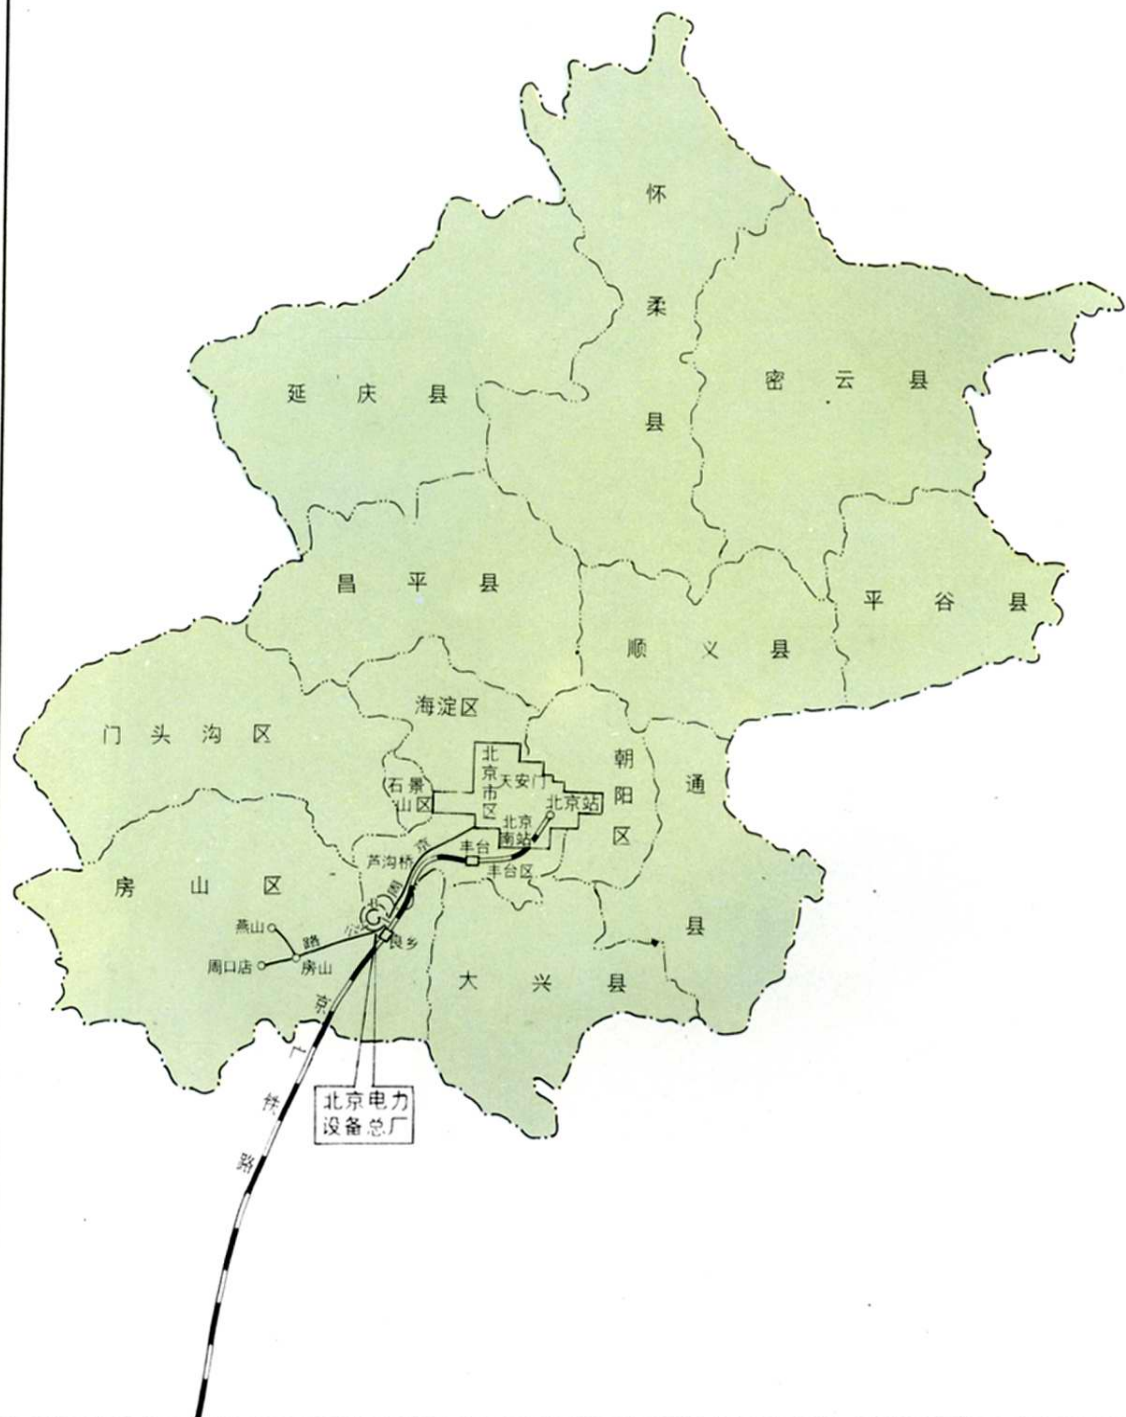 怀柔县
延庆县
密云县
昌平县
平谷县
顺义县
海淀区
门头沟区
朝阳区
北京市区
天安门
石景
山区
北京站
通县
北京
南站
丰台
丰台区
芦沟桥
京周公路
房山区
燕山
周口店
房山
良乡
大兴县
京广铁路
北京电力
设备总厂